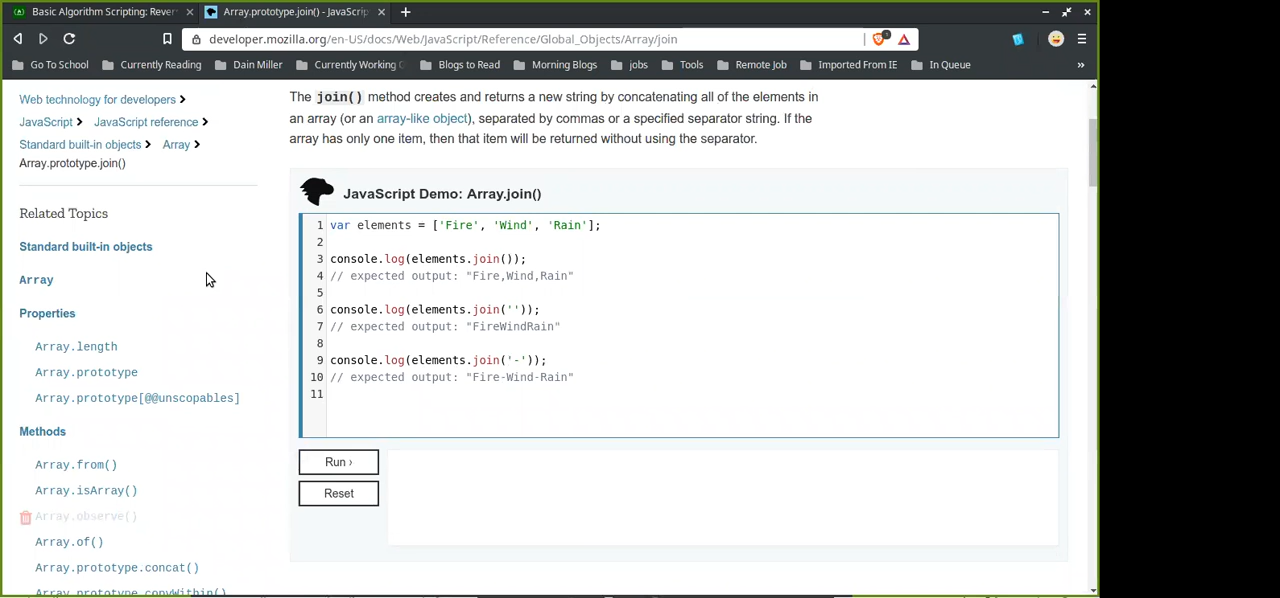 Basic Algorithm Scripting: Rever
Array.prototype.join() - JavaScrip
developer.mozilla.org/en-US/docs/Web/JavaScript/Reference/Global_Objects/Array/join
1
Go To School
Currently Reading
Dain Miller
Currently Working
Blogs to Read
Morning Blogs
jobs
Tools
Remote Job
Imported From IE
In Queue
»
Web technology for developers
JavaScript
JavaScript reference
Standard built-in objects
Array
Array.prototype.join()
Related Topics
Standard built-in objects
Array
Properties
Array.length
Array.prototype
Array.prototype[@@unscopables]
Methods
Array.from()
Array.isArray()
Array.observe()
Array.of()
Array.prototype.concat()
Array.prototype.copyWithin()
The join() method creates and returns a new string by concatenating all of the elements in
an array (or an array-like object), separated by commas or a specified separator string. If the
array has only one item, then that item will be returned without using the separator.
JavaScript Demo: Array.join()
1 var elements = ['Fire', 'Wind', 'Rain'];
2
3 console.log(elements.join());
4 // expected output: "Fire,Wind,Rain"
5
6 console.log(elements.join(''));
7 // expected output: "FireWindRain"
8
9 console.log(elements.join('-'));
10 // expected output: "Fire-Wind-Rain"
11
Run ›
Reset